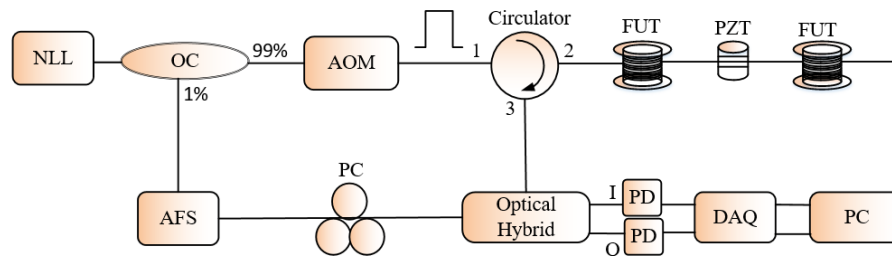 Circulator
FUT
PZT
FUT
NLL
OC
99%
AOM
1
2
1%
3
PC
AFS
Optical
Hybrid
I
PD
Q
PD
DAQ
PC